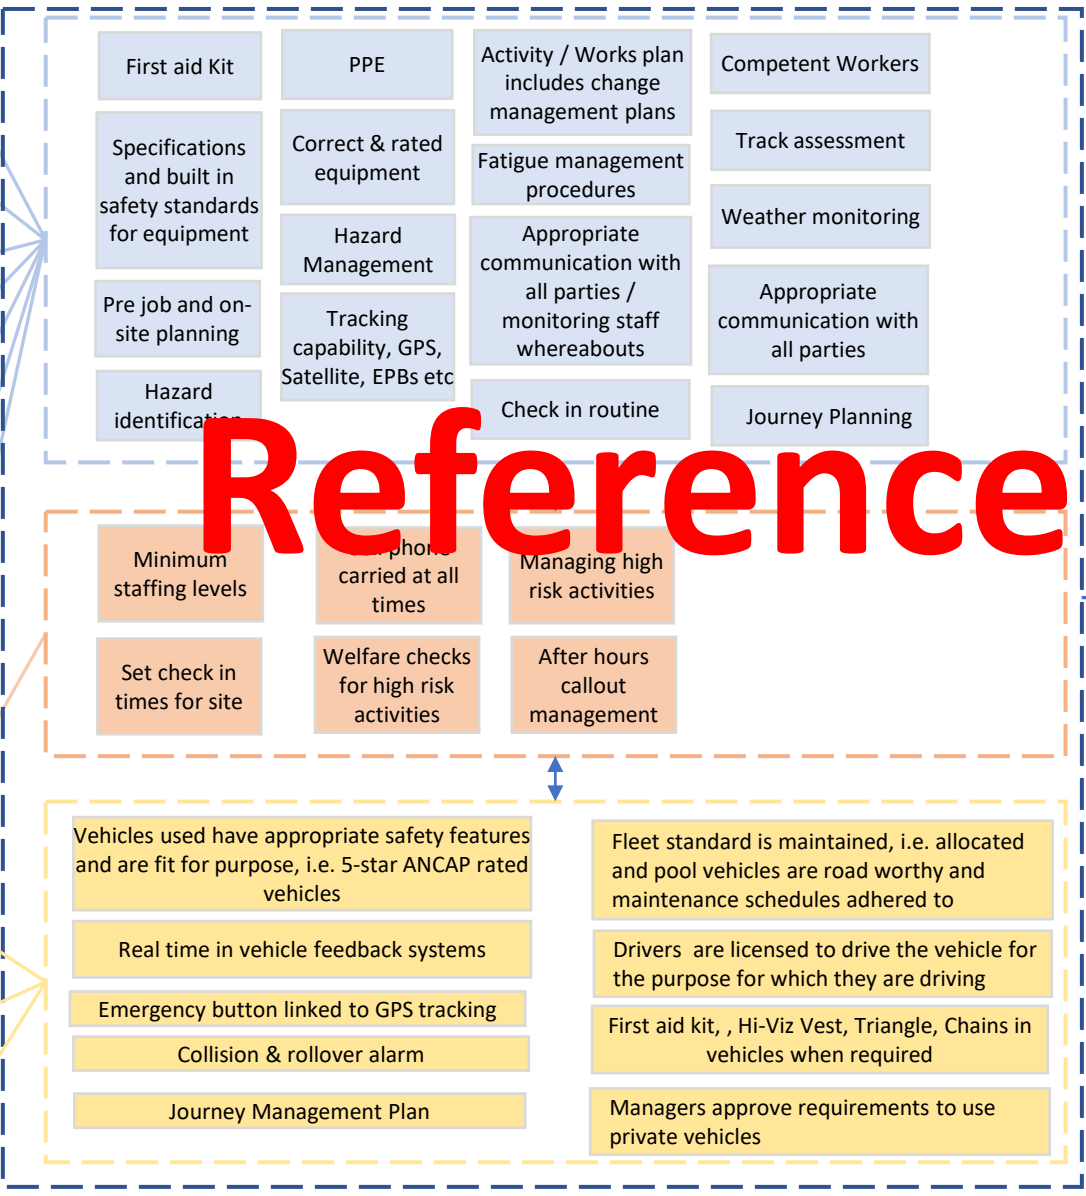 First aid Kit
Specifications
and built in
safety standards
for equipment
Pre job and on-
site planning
Hazard
identification
PPE
Correct & rated
equipment
Hazard
Management
Tracking
capability, GPS,
Satellite, EPBs etc
Activity / Works plan
includes change
management plans
Fatigue management
procedures
Appropriate
communication with
all parties /
monitoring staff
whereabouts
Check in routine
Competent Workers
Track assessment
Weather monitoring
Appropriate
communication with
all parties
Journey Planning
Reference
Minimum
staffing levels
Set check in
times for site
phone
carried at all
times
Welfare checks
for high risk
activities
Managing high
risk activities
After hours
callout
management
Vehicles used have appropriate safety features
and are fit for purpose, i.e. 5-star ANCAP rated
vehicles
Real time in vehicle feedback systems
Emergency button linked to GPS tracking
Collision & rollover alarm
Journey Management Plan
Fleet standard is maintained, i.e. allocated
and pool vehicles are road worthy and
maintenance schedules adhered to
Drivers  are licensed to drive the vehicle for
the purpose for which they are driving
First aid kit, , Hi-Viz Vest, Triangle, Chains in
vehicles when required
Managers approve requirements to use
private vehicles